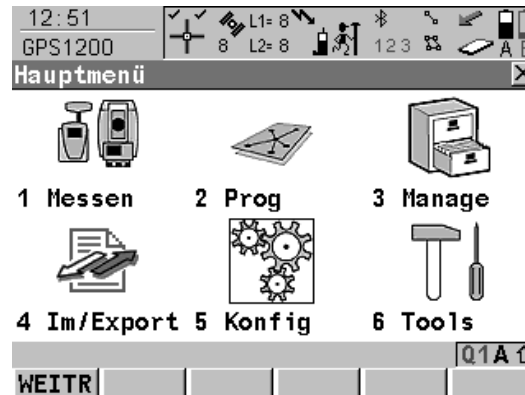 12:51
GPS1200
L1= 8
8 L2= 8
123
A
Hauptmenü
1 Messen 2 Prog 3 Manage
4 Im/Export 5 Konfig 6 Tools
Q1A
WEITR